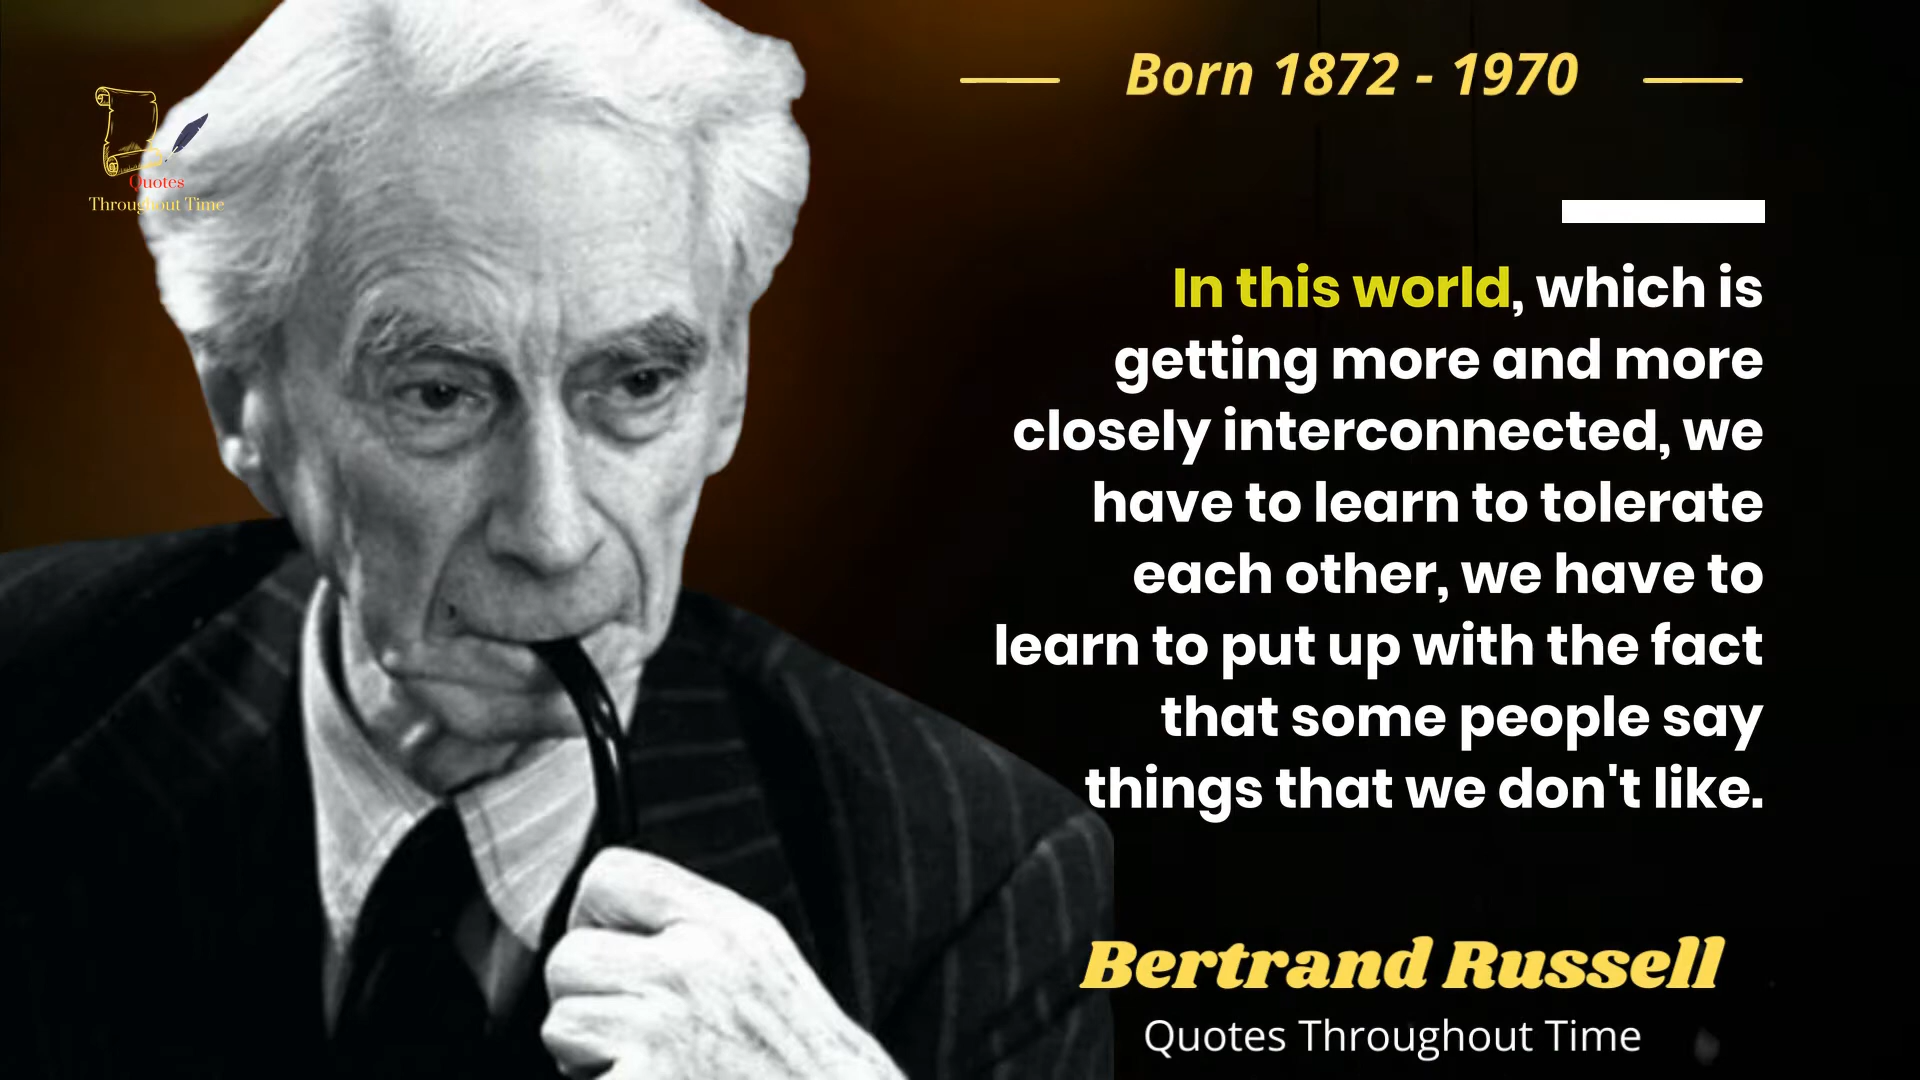 Quotes
Throughout Time
Born 1872 - 1970
In this world, which is
getting more and more
closely interconnected, we
have to learn to tolerate
each other, we have to
learn to put up with the fact
that some people say
things that we don't like.
Bertrand Russell
Quotes Throughout Time